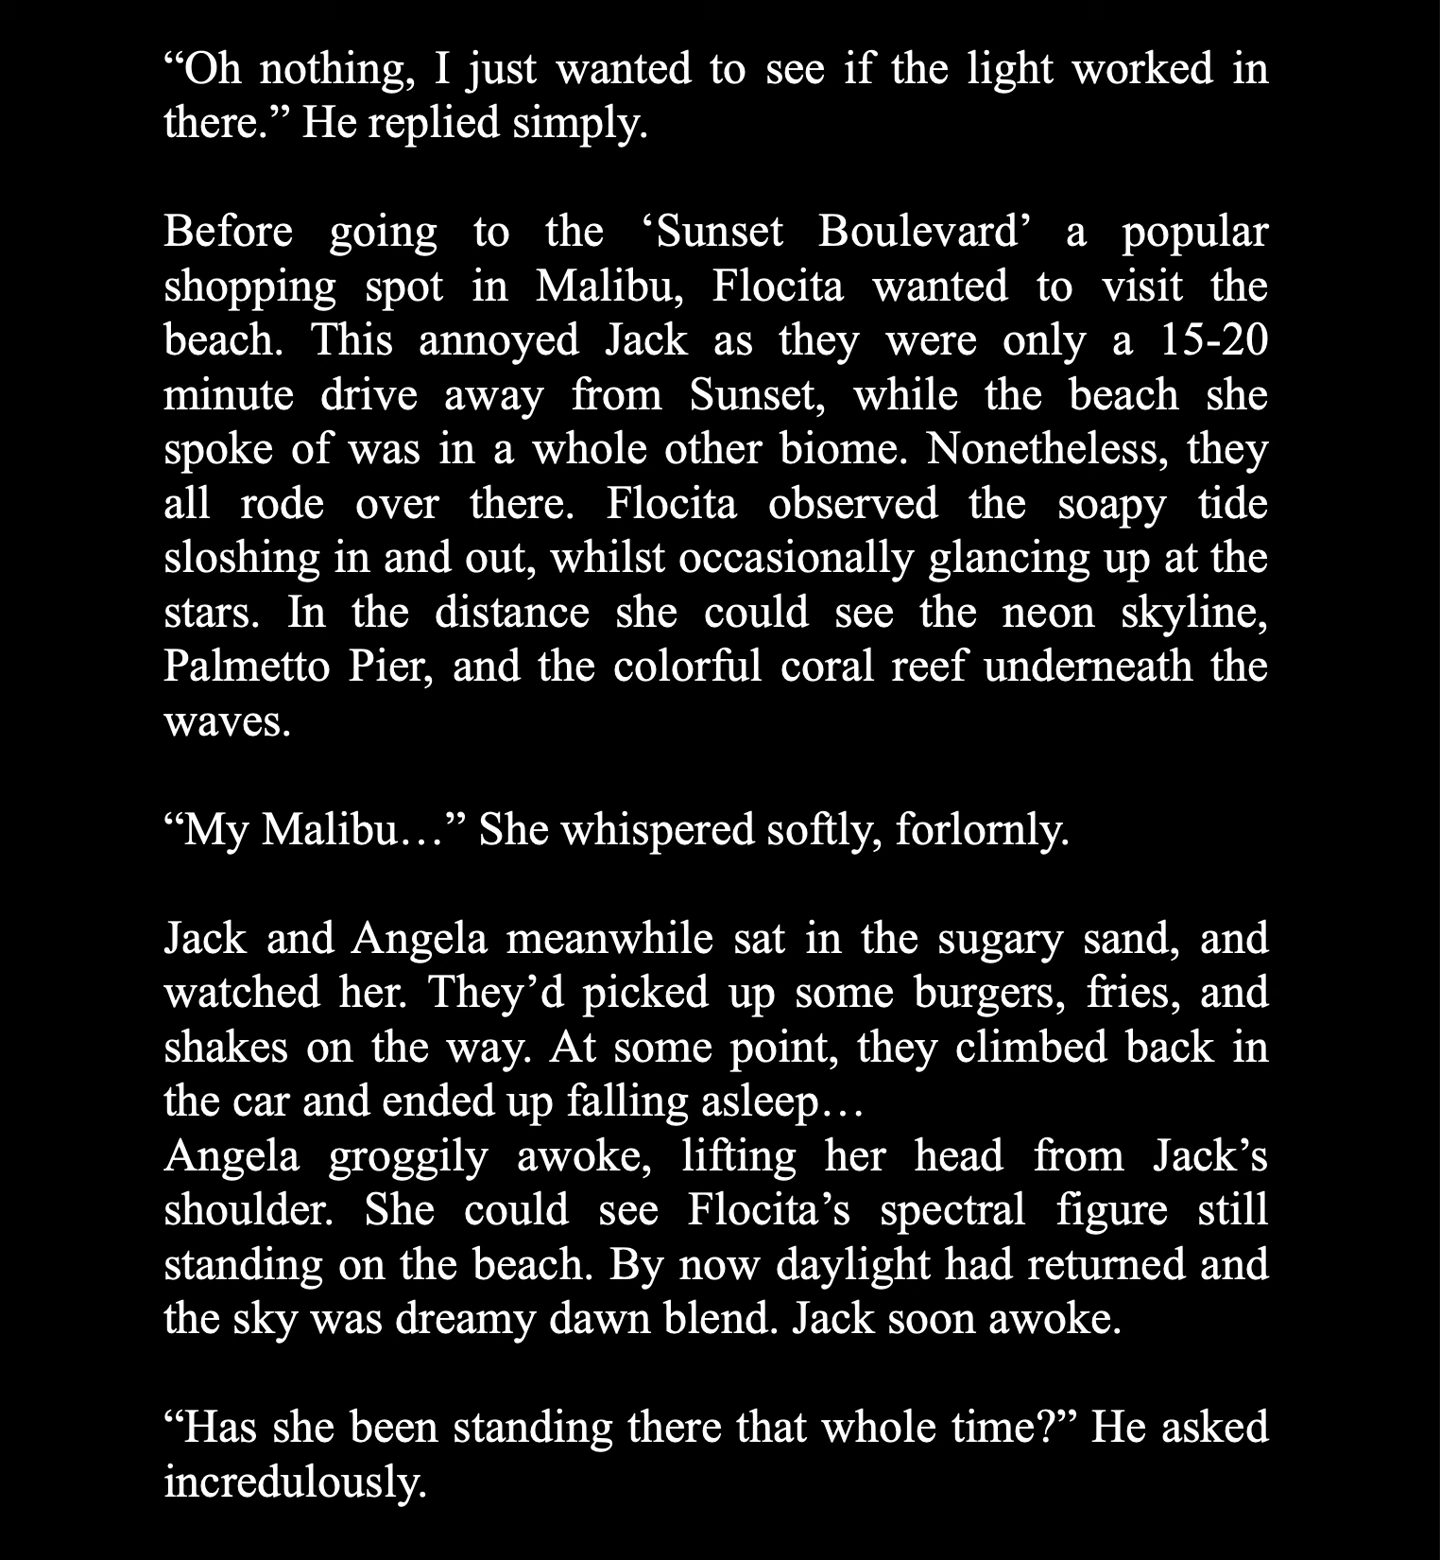 “Oh nothing, I just wanted to see if the light worked in
there.” He replied simply.
Before going to the ‘Sunset Boulevard’ a popular
shopping spot in Malibu, Flocita wanted to visit the
beach. This annoyed Jack as they were only a 15-20
minute drive away from Sunset, while the beach she
spoke of was in a whole other biome. Nonetheless, they
all rode over there. Flocita observed the soapy tide
sloshing in and out, whilst occasionally glancing up at the
stars. In the distance she could see the neon skyline,
Palmetto Pier, and the colorful coral reef underneath the
waves.
“My Malibu…” She whispered softly, forlornly.
Jack and Angela meanwhile sat in the sugary sand, and
watched her. They’d picked up some burgers, fries, and
shakes on the way. At some point, they climbed back in
the car and ended up falling asleep…
Angela groggily awoke, lifting her head from Jack’s
shoulder. She could see Flocita’s spectral figure still
standing on the beach. By now daylight had returned and
the sky was dreamy dawn blend. Jack soon awoke.
“Has she been standing there that whole time?” He asked
incredulously.